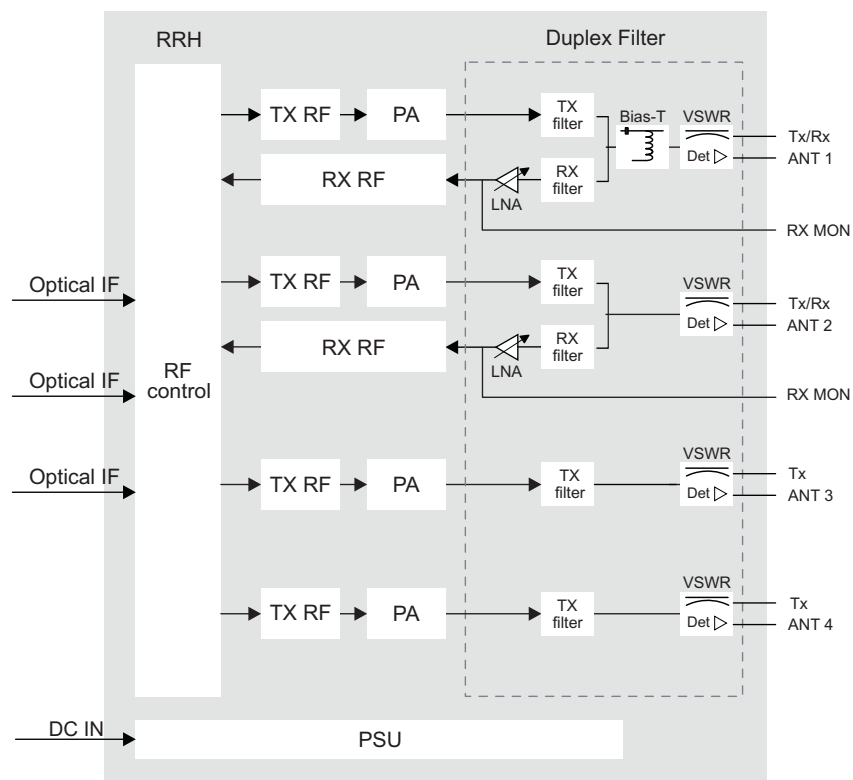 RRH
Duplex Filter
TX RF
PA
TX
filter
Bias-T
VSWR
Det
Tx/Rx
ANT 1
RX RF
LNA
RX
filter
RX MON
Optical IF
TX RF
PA
TX
filter
VSWR
Det
Tx/Rx
ANT 2
RX RF
LNA
RX
filter
RX MON
Optical IF
RF
control
Optical IF
TX RF
PA
TX
filter
VSWR
Det
Tx
ANT 3
TX RF
PA
TX
filter
VSWR
Det
Tx
ANT 4
DC IN
PSU